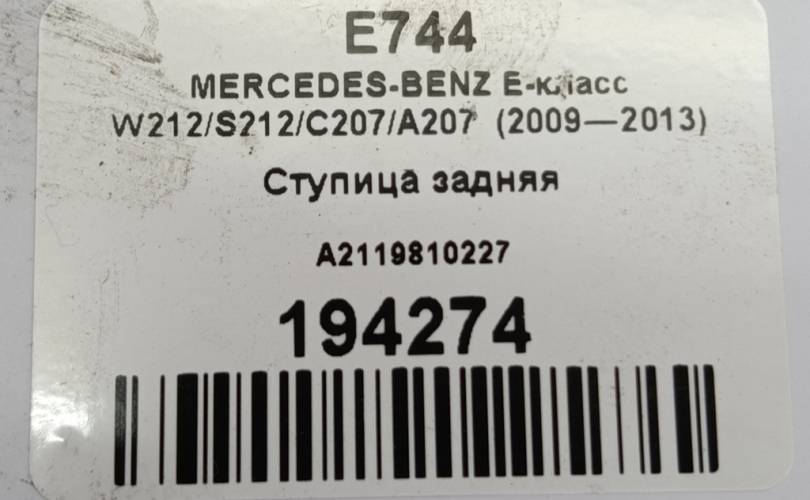 E744
MERCEDES-BENZ E-класс
W212/S212/C207/A207 (2009—2013)
Ступица задняя
A2119810227
194274